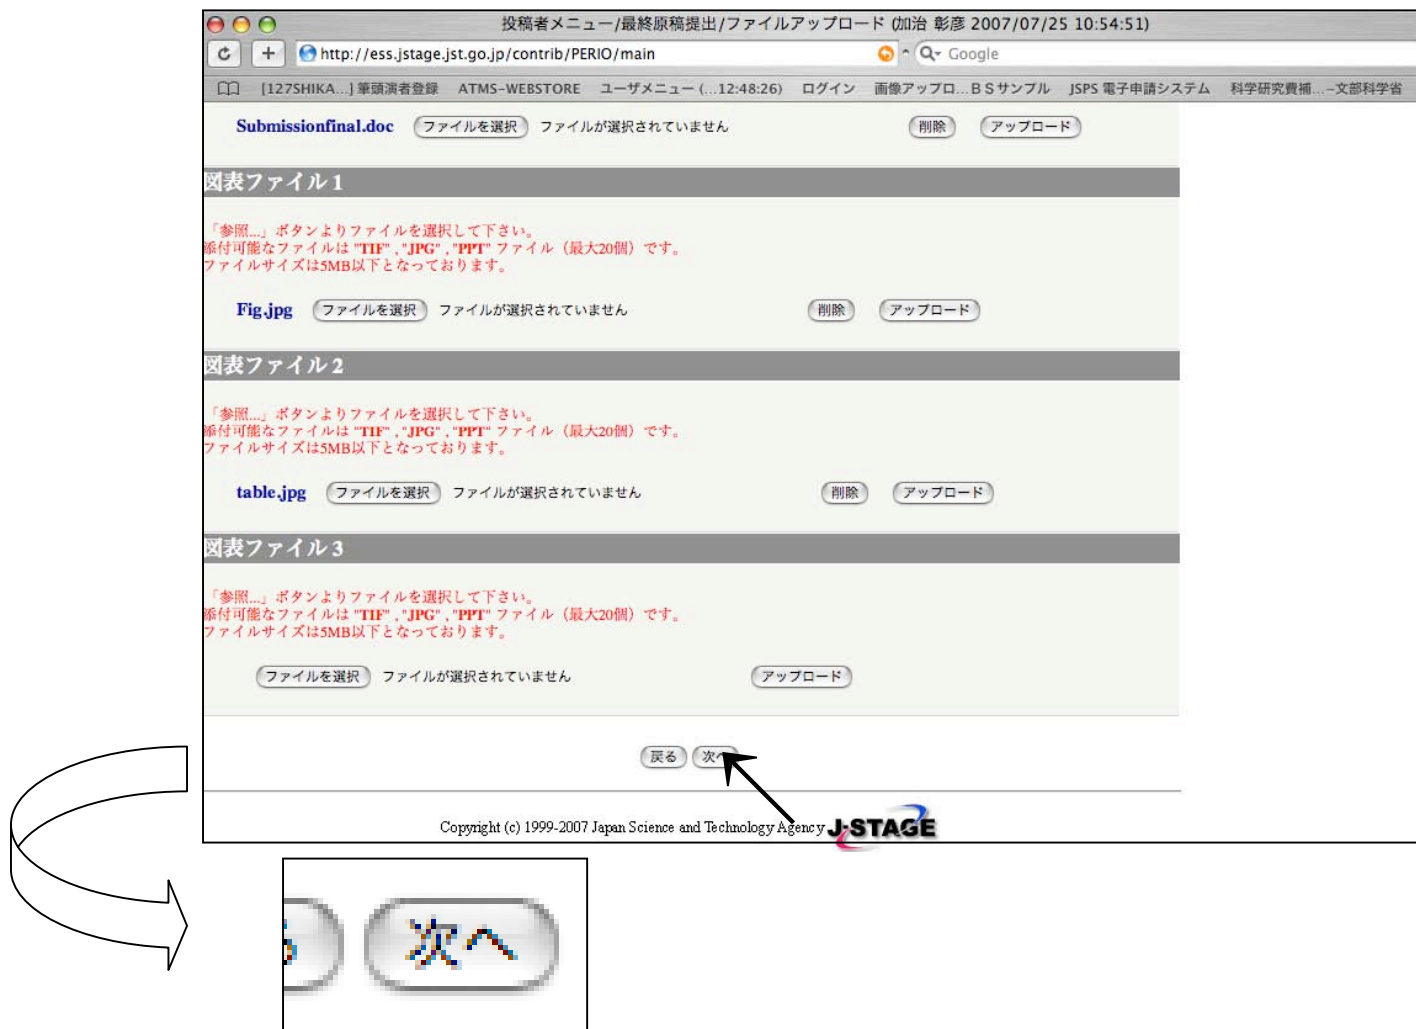 投稿者メニュー/最終原稿提出/ファイルアップロード (加治 彰彦 2007/07/25 10:54:51)
http://ess.jstage.jst.go.jp/contrib/PERIO/main
Google
[127SHIKA...] 筆頭演者登録 ATMS-WEBSTORE ユーザメニュー (...12:48:26) ログイン 画像アップロ...ＢＳサンプル JSPS 電子申請システム 科学研究費補...–文部科学省
Submissionfinal.doc ファイルを選択 ファイルが選択されていません 削除 アップロード
図表ファイル 1
「参照...」ボタンよりファイルを選択して下さい。
添付可能なファイルは "TIF" , "JPG" , "PPT" ファイル（最大20個）です。
ファイルサイズは5MB以下となっております。
Fig.jpg ファイルを選択 ファイルが選択されていません 削除 アップロード
図表ファイル 2
「参照...」ボタンよりファイルを選択して下さい。
添付可能なファイルは "TIF" , "JPG" , "PPT" ファイル（最大20個）です。
ファイルサイズは5MB以下となっております。
table.jpg ファイルを選択 ファイルが選択されていません 削除 アップロード
図表ファイル 3
「参照...」ボタンよりファイルを選択して下さい。
添付可能なファイルは "TIF" , "JPG" , "PPT" ファイル（最大20個）です。
ファイルサイズは5MB以下となっております。
ファイルを選択 ファイルが選択されていません アップロード
戻る 次へ
Copyright (c) 1999-2007 Japan Science and Technology Agency J-STAGE
る 次へ